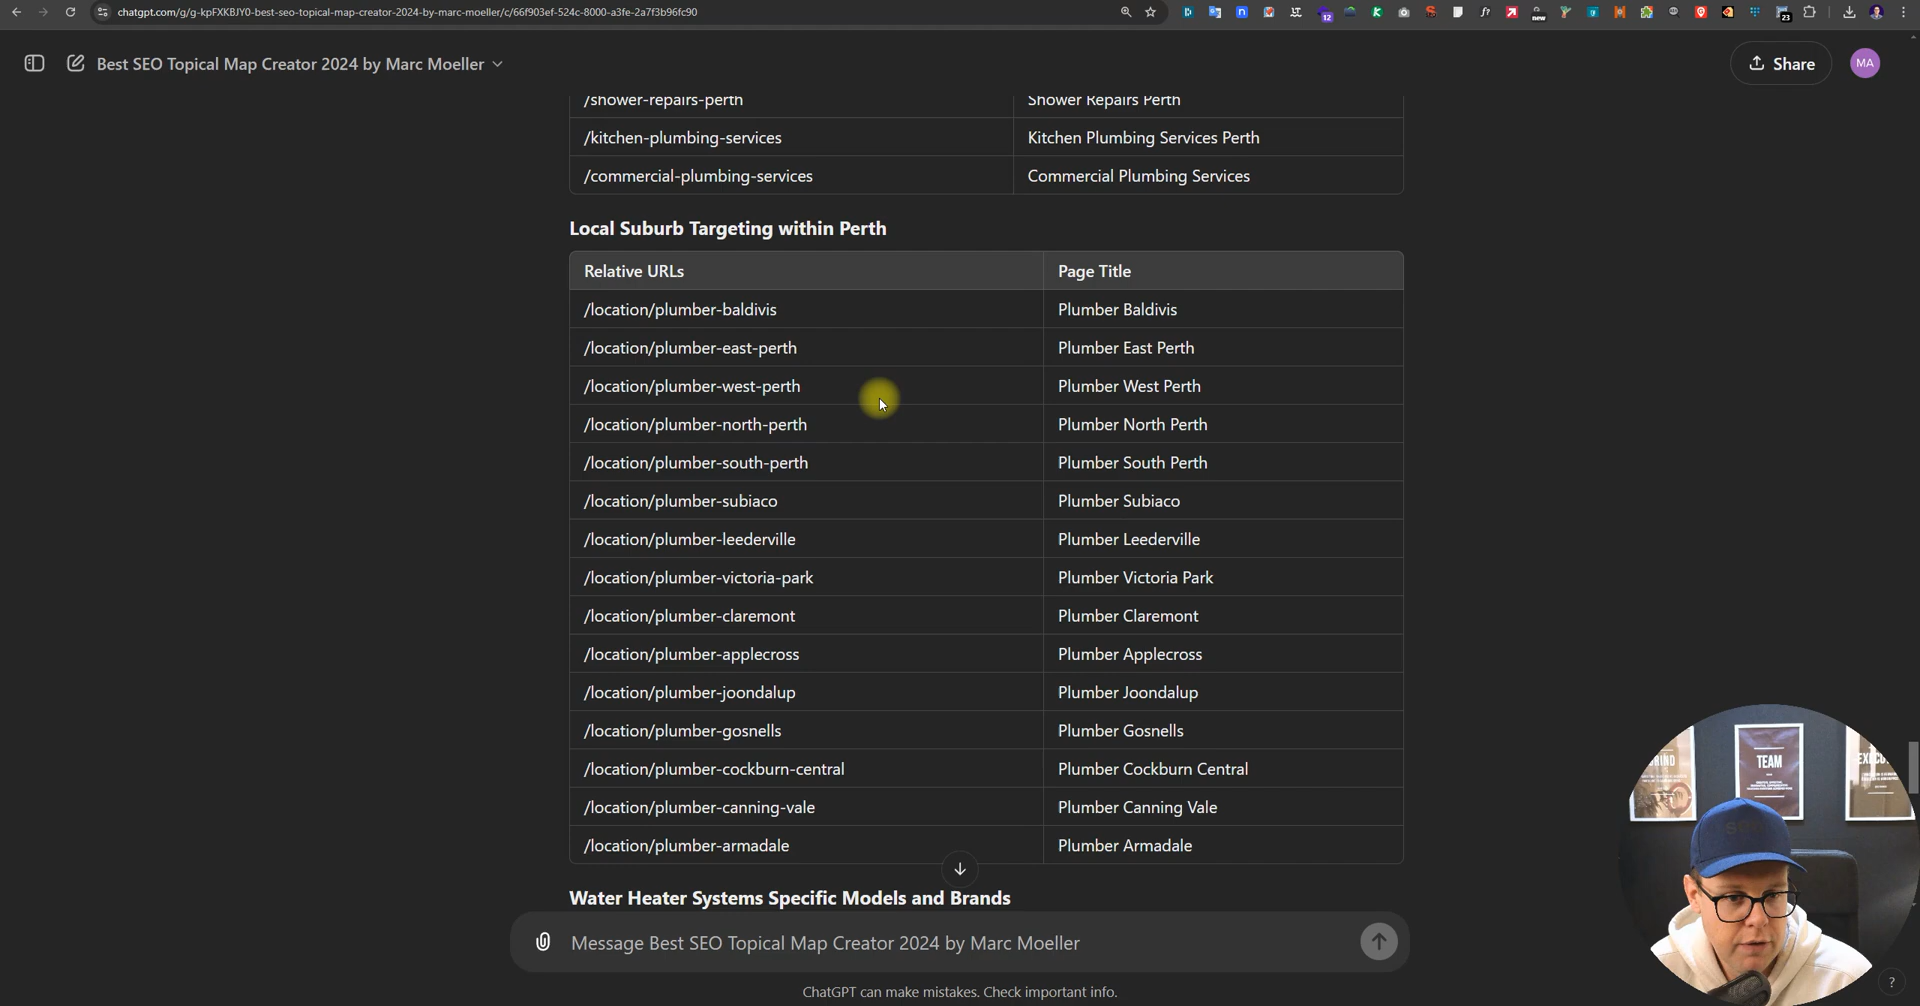 chatgpt.com/g/g-kpFXKBJY0-best-seo-topical-map-creator-2024-by-marc-moeller/c/66f903ef-524c-8000-a3fe-2a7f3b96fc90
12
new
23
Best SEO Topical Map Creator 2024 by Marc Moeller
Share
MA
/shower-repairs-perth Shower Repairs Perth
/kitchen-plumbing-services Kitchen Plumbing Services Perth
/commercial-plumbing-services Commercial Plumbing Services
Local Suburb Targeting within Perth
Relative URLs Page Title
/location/plumber-baldivis Plumber Baldivis
/location/plumber-east-perth Plumber East Perth
/location/plumber-west-perth Plumber West Perth
/location/plumber-north-perth Plumber North Perth
/location/plumber-south-perth Plumber South Perth
/location/plumber-subiaco Plumber Subiaco
/location/plumber-leederville Plumber Leederville
/location/plumber-victoria-park Plumber Victoria Park
/location/plumber-claremont Plumber Claremont
/location/plumber-applecross Plumber Applecross
/location/plumber-joondalup Plumber Joondalup
/location/plumber-gosnells Plumber Gosnells
/location/plumber-cockburn-central Plumber Cockburn Central
/location/plumber-canning-vale Plumber Canning Vale
/location/plumber-armadale Plumber Armadale
Water Heater Systems Specific Models and Brands
TEAM
Message Best SEO Topical Map Creator 2024 by Marc Moeller
ChatGPT can make mistakes. Check important info.
?